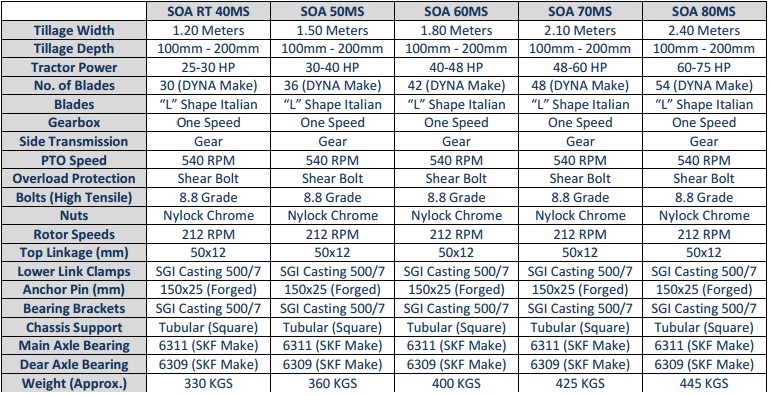 SOA RT 40MS SOA 50MS SOA 60MS SOA 70MS SOA 80MS
Tillage Width 1.20 Meters 1.50 Meters 1.80 Meters 2.10 Meters 2.40 Meters
Tillage Depth 100mm - 200mm 100mm - 200mm 100mm - 200mm 100mm - 200mm 100mm - 200mm
Tractor Power 25-30 HP 30-40 HP 40-48 HP 48-60 HP 60-75 HP
No. of Blades 30 (DYNA Make) 36 (DYNA Make) 42 (DYNA Make) 48 (DYNA Make) 54 (DYNA Make)
Blades “L” Shape Italian “L” Shape Italian “L” Shape Italian “L” Shape Italian “L” Shape Italian
Gearbox One Speed One Speed One Speed One Speed One Speed
Side Transmission Gear Gear Gear Gear Gear
PTO Speed 540 RPM 540 RPM 540 RPM 540 RPM 540 RPM
Overload Protection Shear Bolt Shear Bolt Shear Bolt Shear Bolt Shear Bolt
Bolts (High Tensile) 8.8 Grade 8.8 Grade 8.8 Grade 8.8 Grade 8.8 Grade
Nuts Nylock Chrome Nylock Chrome Nylock Chrome Nylock Chrome Nylock Chrome
Rotor Speeds 212 RPM 212 RPM 212 RPM 212 RPM 212 RPM
Top Linkage (mm) 50x12 50x12 50x12 50x12 50x12
Lower Link Clamps SGI Casting 500/7 SGI Casting 500/7 SGI Casting 500/7 SGI Casting 500/7 SGI Casting 500/7
Anchor Pin (mm) 150x25 (Forged) 150x25 (Forged) 150x25 (Forged) 150x25 (Forged) 150x25 (Forged)
Bearing Brackets SGI Casting 500/7 SGI Casting 500/7 SGI Casting 500/7 SGI Casting 500/7 SGI Casting 500/7
Chassis Support Tubular (Square) Tubular (Square) Tubular (Square) Tubular (Square) Tubular (Square)
Main Axle Bearing 6311 (SKF Make) 6311 (SKF Make) 6311 (SKF Make) 6311 (SKF Make) 6311 (SKF Make)
Dear Axle Bearing 6309 (SKF Make) 6309 (SKF Make) 6309 (SKF Make) 6309 (SKF Make) 6309 (SKF Make)
Weight (Approx.) 330 KGS 360 KGS 400 KGS 425 KGS 445 KGS